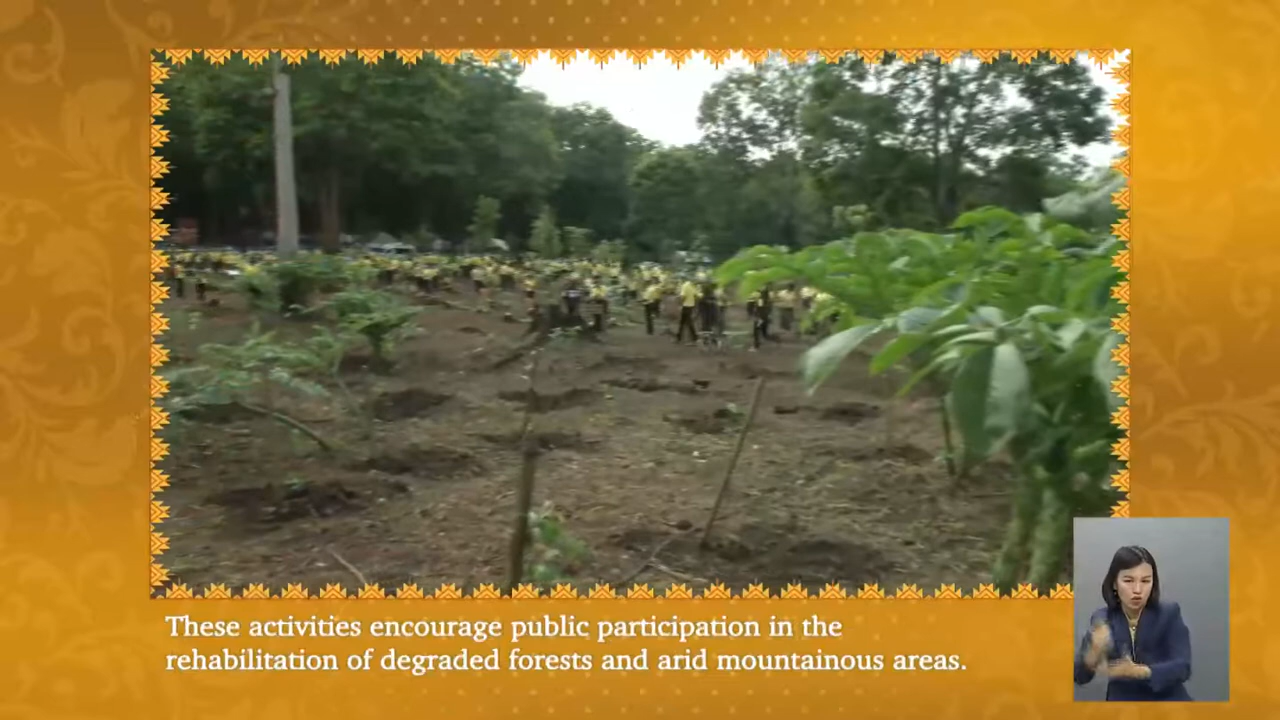 These activities encourage public participation in the
rehabilitation of degraded forests and arid mountainous areas.